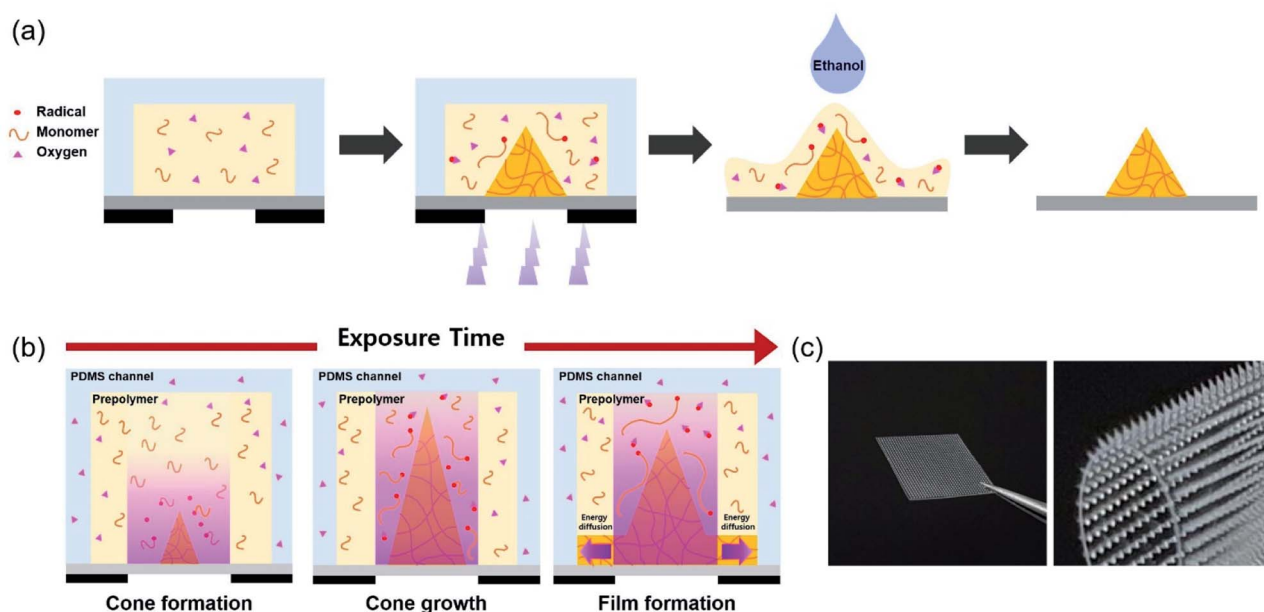 (a)
Radical
Monomer
Oxygen
Ethanol
(b)
Exposure Time
(c)
PDMS channel
Prepolymer
PDMS channel
Prepolymer
PDMS channel
Prepolymer
Energy
diffusion
Energy
diffusion
Cone formation
Cone growth
Film formation